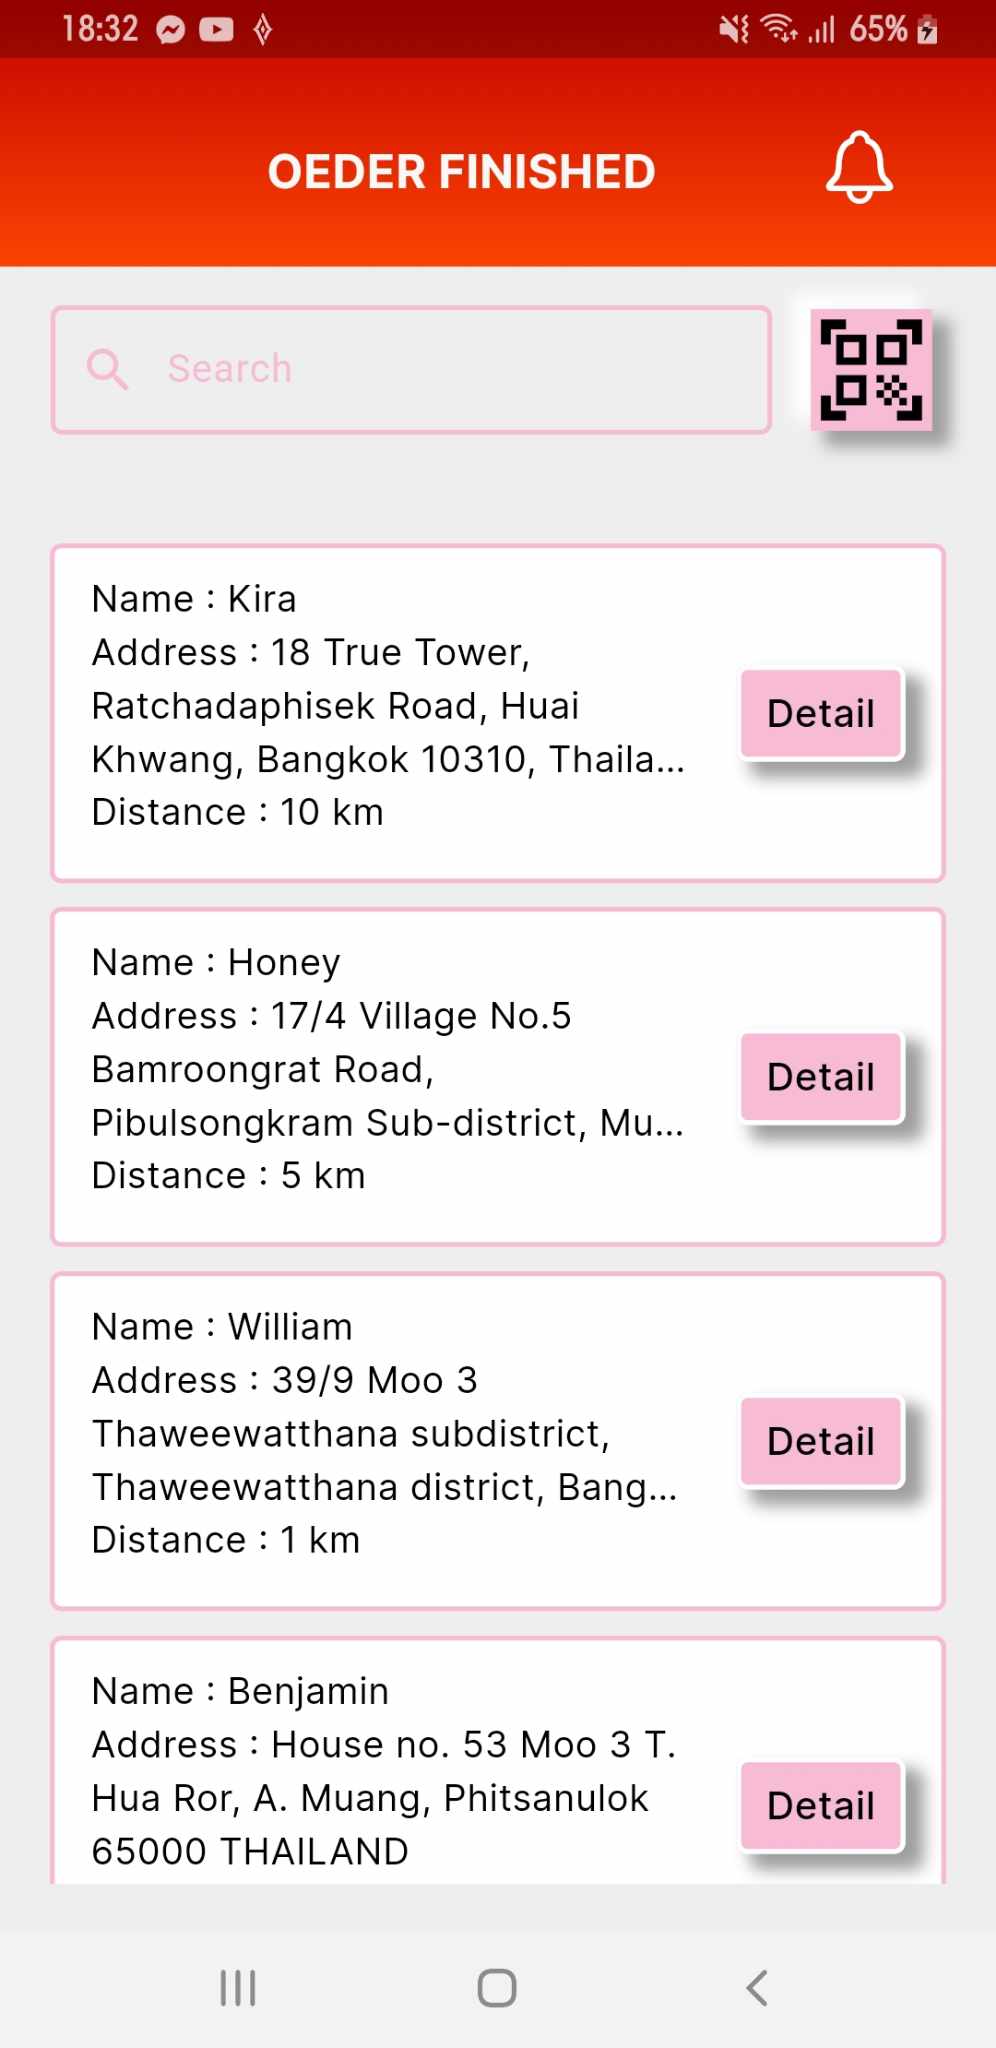 18:32
65%
OEDER FINISHED
Search
Name : Kira
Address : 18 True Tower,
Ratchadaphisek Road, Huai
Khwang, Bangkok 10310, Thaila...
Distance : 10 km
Detail
Name : Honey
Address : 17/4 Village No.5
Bamroongrat Road,
Pibulsongkram Sub-district, Mu...
Distance : 5 km
Detail
Name : William
Address : 39/9 Moo 3
Thaweewatthana subdistrict,
Thaweewatthana district, Bang...
Distance : 1 km
Detail
Name : Benjamin
Address : House no. 53 Moo 3 T.
Hua Ror, A. Muang, Phitsanulok
65000 THAILAND
Detail